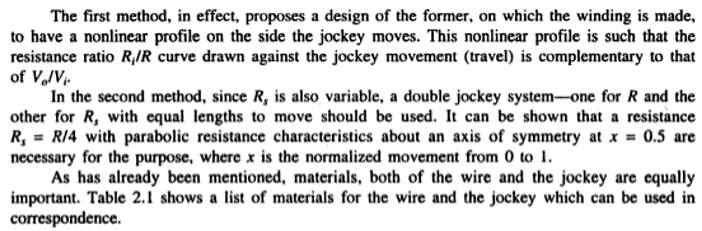 The first method, in effect, proposes a design of the former, on which the winding is made,
to have a nonlinear profile on the side the jockey moves. This nonlinear profile is such that the
resistance ratio Ri/R curve drawn against the jockey movement (travel) is complementary to that
of Vo/Vi.
In the second method, since Rs is also variable, a double jockey system—one for R and the
other for Rs with equal lengths to move should be used. It can be shown that a resistance
Rs = R/4 with parabolic resistance characteristics about an axis of symmetry at x = 0.5 are
necessary for the purpose, where x is the normalized movement from 0 to 1.
As has already been mentioned, materials, both of the wire and the jockey are equally
important. Table 2.1 shows a list of materials for the wire and the jockey which can be used in
correspondence.